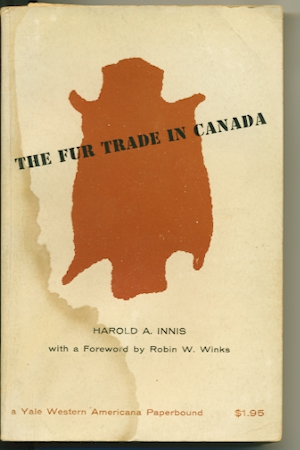 THE FUR TRADE IN CANADA
HAROLD A. INNIS
with a Foreword by Robin W. Winks
a Yale Western Americana Paperbound $1.95